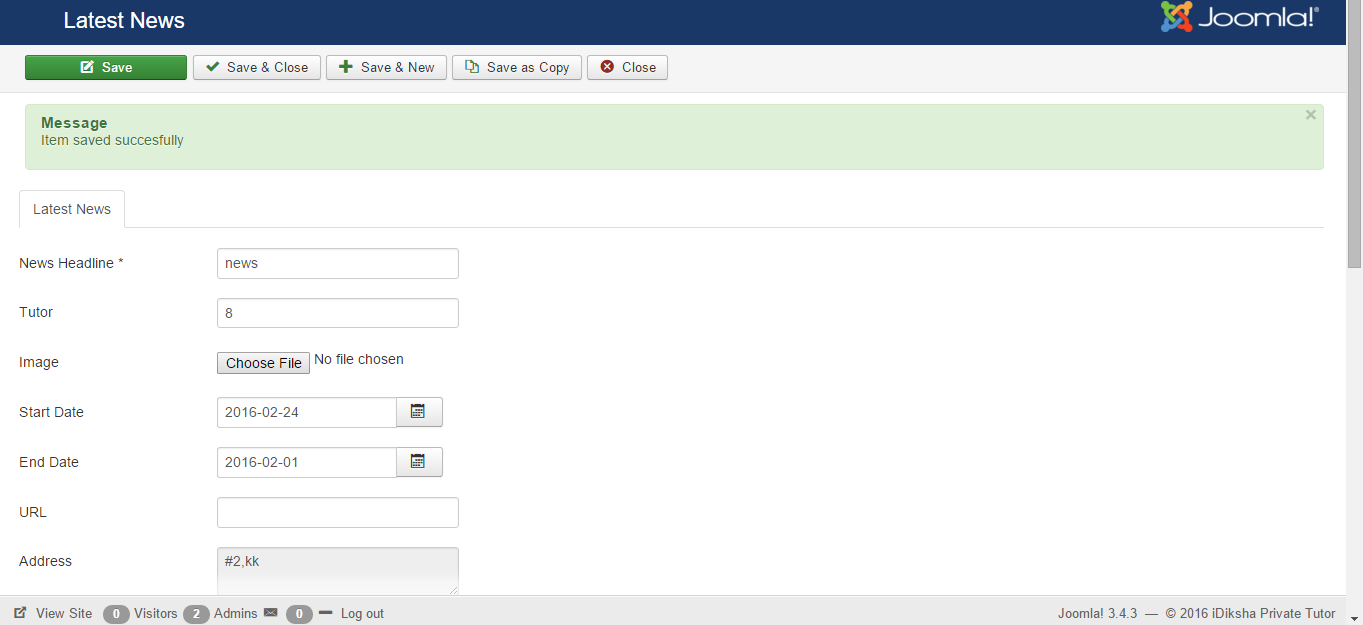 Latest News
Joomla!®
Save
Save & Close
Save & New
Save as Copy
Close
Message
×
Item saved succesfully
Latest News
News Headline *
news
Tutor
8
Image
Choose File No file chosen
Start Date
2016-02-24
End Date
2016-02-01
URL
Address
#2,kk
View Site 0 Visitors 2 Admins 0 Log out
Joomla! 3.4.3 — © 2016 iDiksha Private Tutor